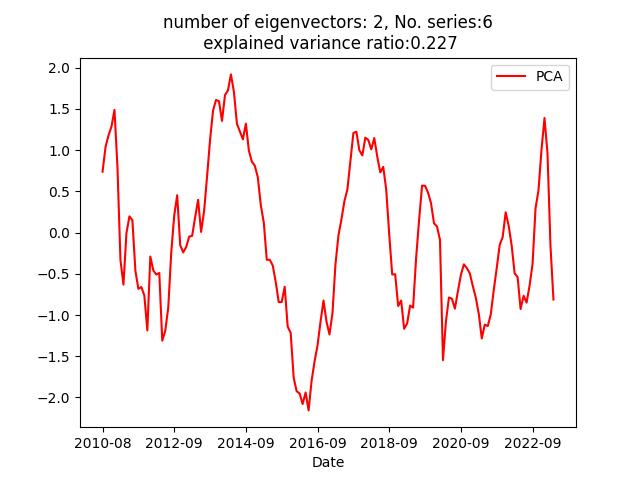 number of eigenvectors: 2, No. series:6
explained variance ratio:0.227
PCA
2.0
1.5
1.0
0.5
0.0
−0.5
−1.0
−1.5
−2.0
2010-08 2012-09 2014-09 2016-09 2018-09 2020-09 2022-09
Date